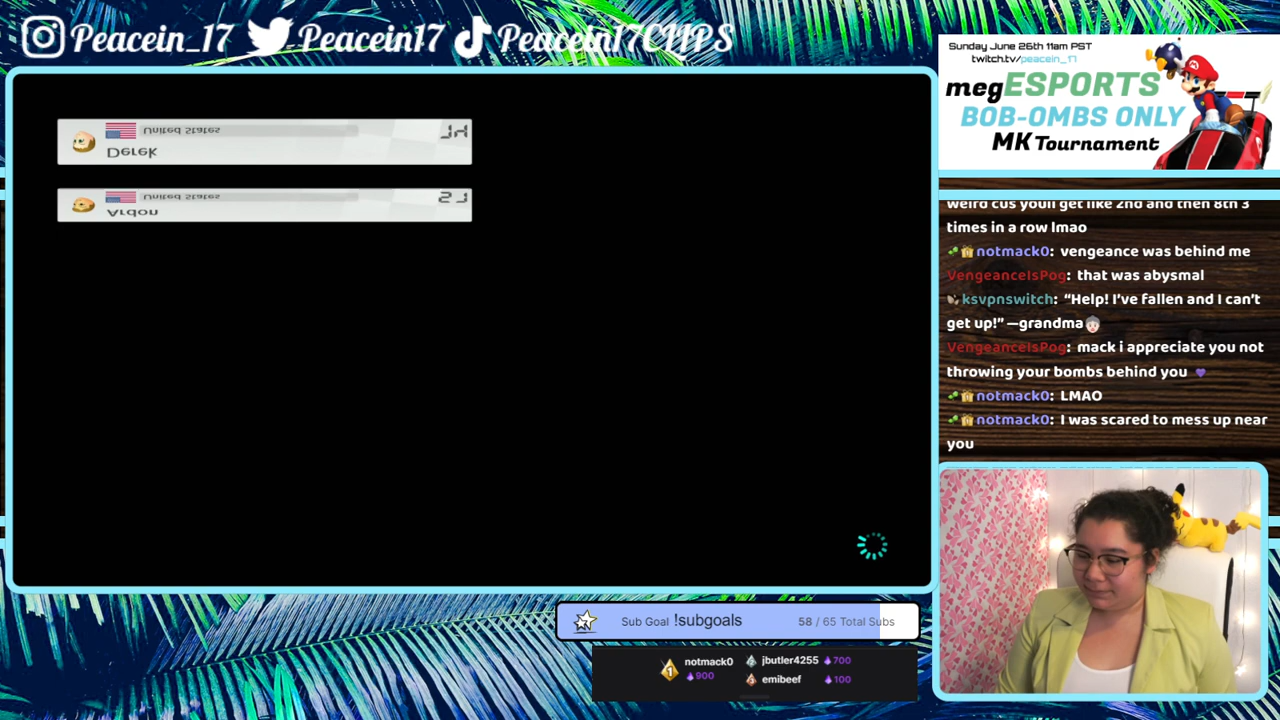 Peacein_17 Peacein17 Peacein17ClIPS
Sunday June 26th 11am PST
twitch.tv/peacein_17
megESPORTS
BOB-OMBS ONLY
MK Tournament
United States
Derek
United States
Ardon
weird cus youll get like 2nd and then 8th 3
times in a row lmao
notmack0: vengeance was behind me
VengeanceIsPog: that was abysmal
ksvpnswitch: “Help! I’ve fallen and I can’t
get up!” —grandma👵🏻
VengeanceIsPog: mack i appreciate you not
throwing your bombs behind you 💜
notmack0: LMAO
notmack0: I was scared to mess up near
you
Sub Goal !subgoals 58 / 65 Total Subs
1 notmack0 900
2 jbutler4255 700
3 emibeef 100